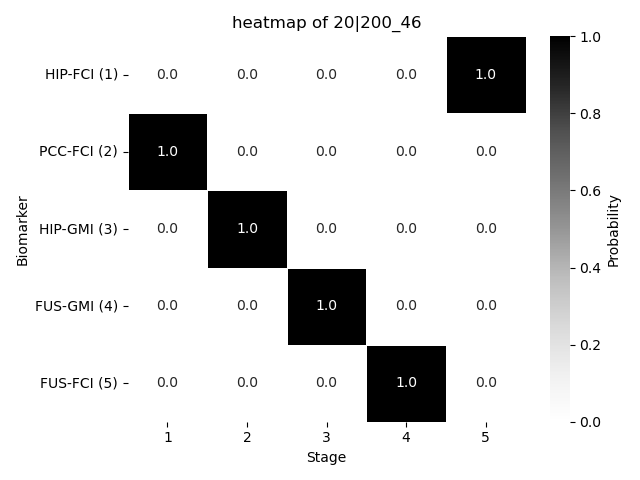 heatmap of 20|200_46
HIP-FCI (1) 0.0 0.0 0.0 0.0 1.0
PCC-FCI (2) 1.0 0.0 0.0 0.0 0.0
HIP-GMI (3) 0.0 1.0 0.0 0.0 0.0
FUS-GMI (4) 0.0 0.0 1.0 0.0 0.0
FUS-FCI (5) 0.0 0.0 0.0 1.0 0.0
Biomarker
1 2 3 4 5
Stage
1.0
0.8
0.6
0.4
0.2
0.0
Probability